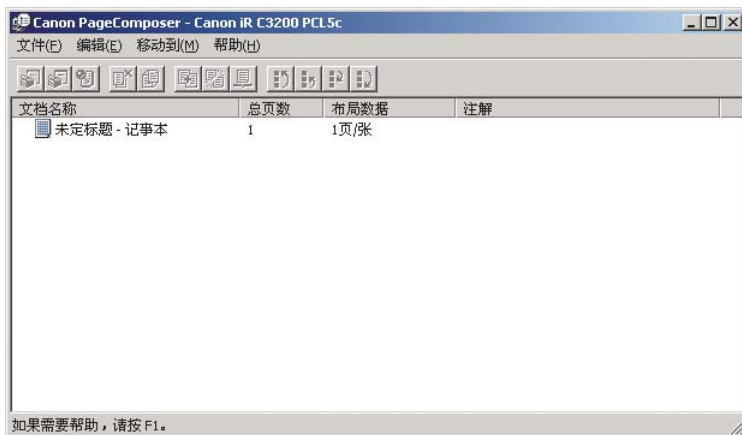 Canon PageComposer - Canon iR C3200 PCL5c
文件(F) 编辑(E) 移动到(M) 帮助(H)
文档名称 总页数 布局数据 注解
未定标题 - 记事本 1 1页/张
如果需要帮助，请按 F1。